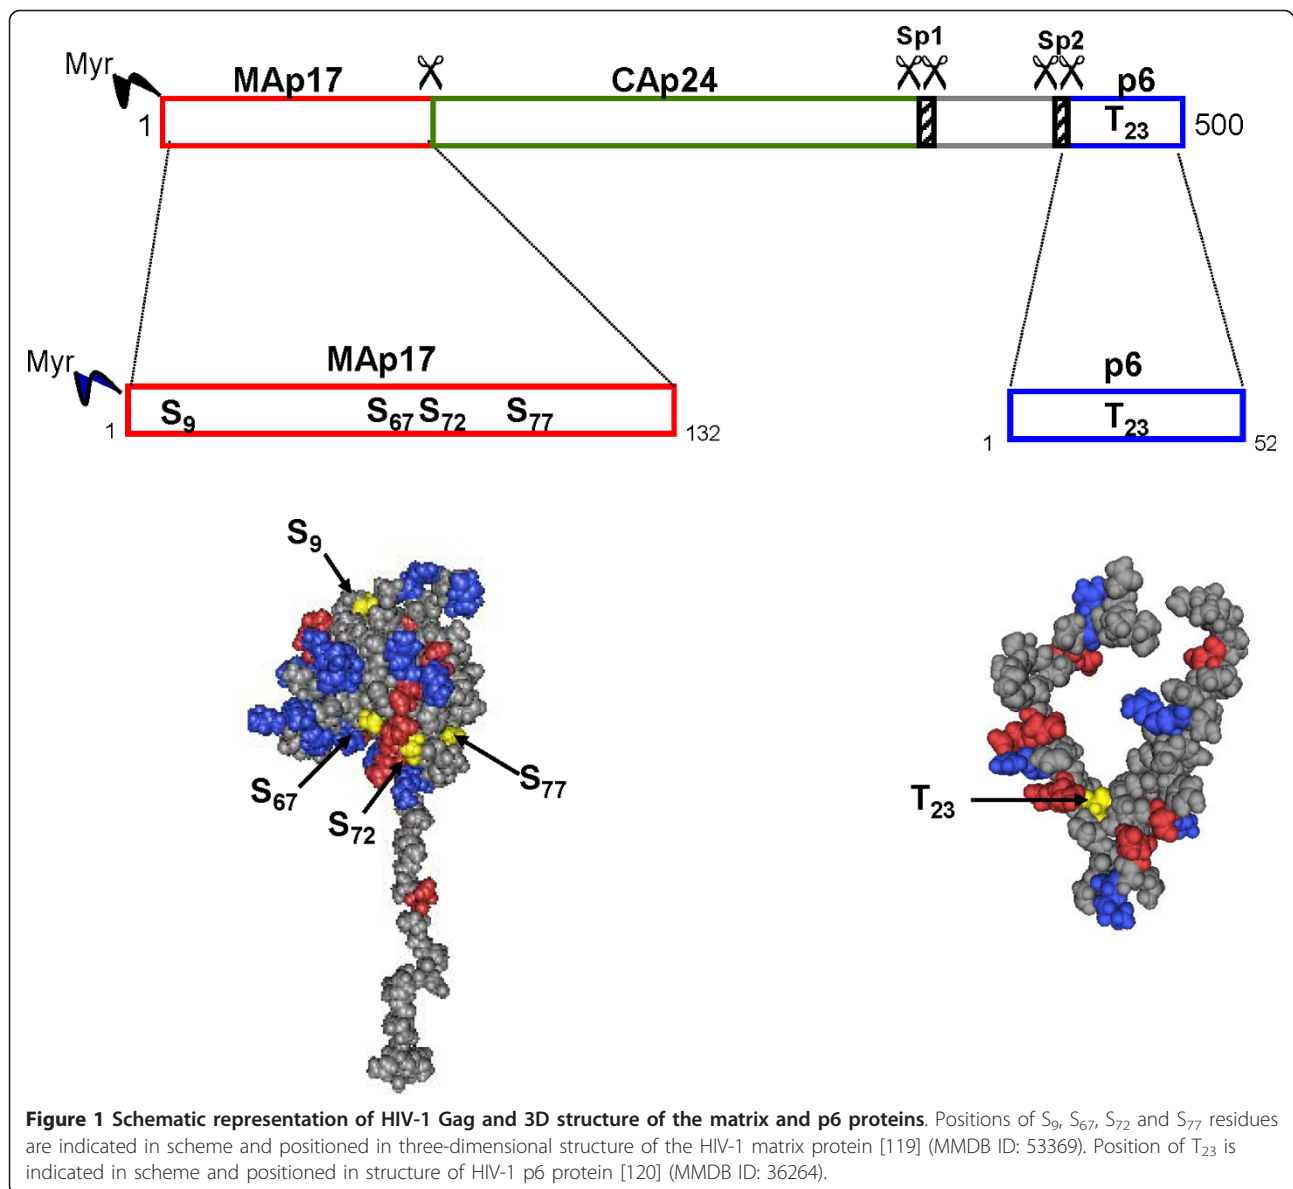 Sp1 Sp2
Myr MAp17 CAp24 p6
1 T23 500
Myr MAp17 p6
S9 S67 S72 S77 T23
1 132 1 52
S9
S67 S77 T23
S72
Figure 1 Schematic representation of HIV-1 Gag and 3D structure of the matrix and p6 proteins. Positions of S9, S67, S72 and S77 residues
are indicated in scheme and positioned in three-dimensional structure of the HIV-1 matrix protein [119] (MMDB ID: 53369). Position of T23 is
indicated in scheme and positioned in structure of HIV-1 p6 protein [120] (MMDB ID: 36264).